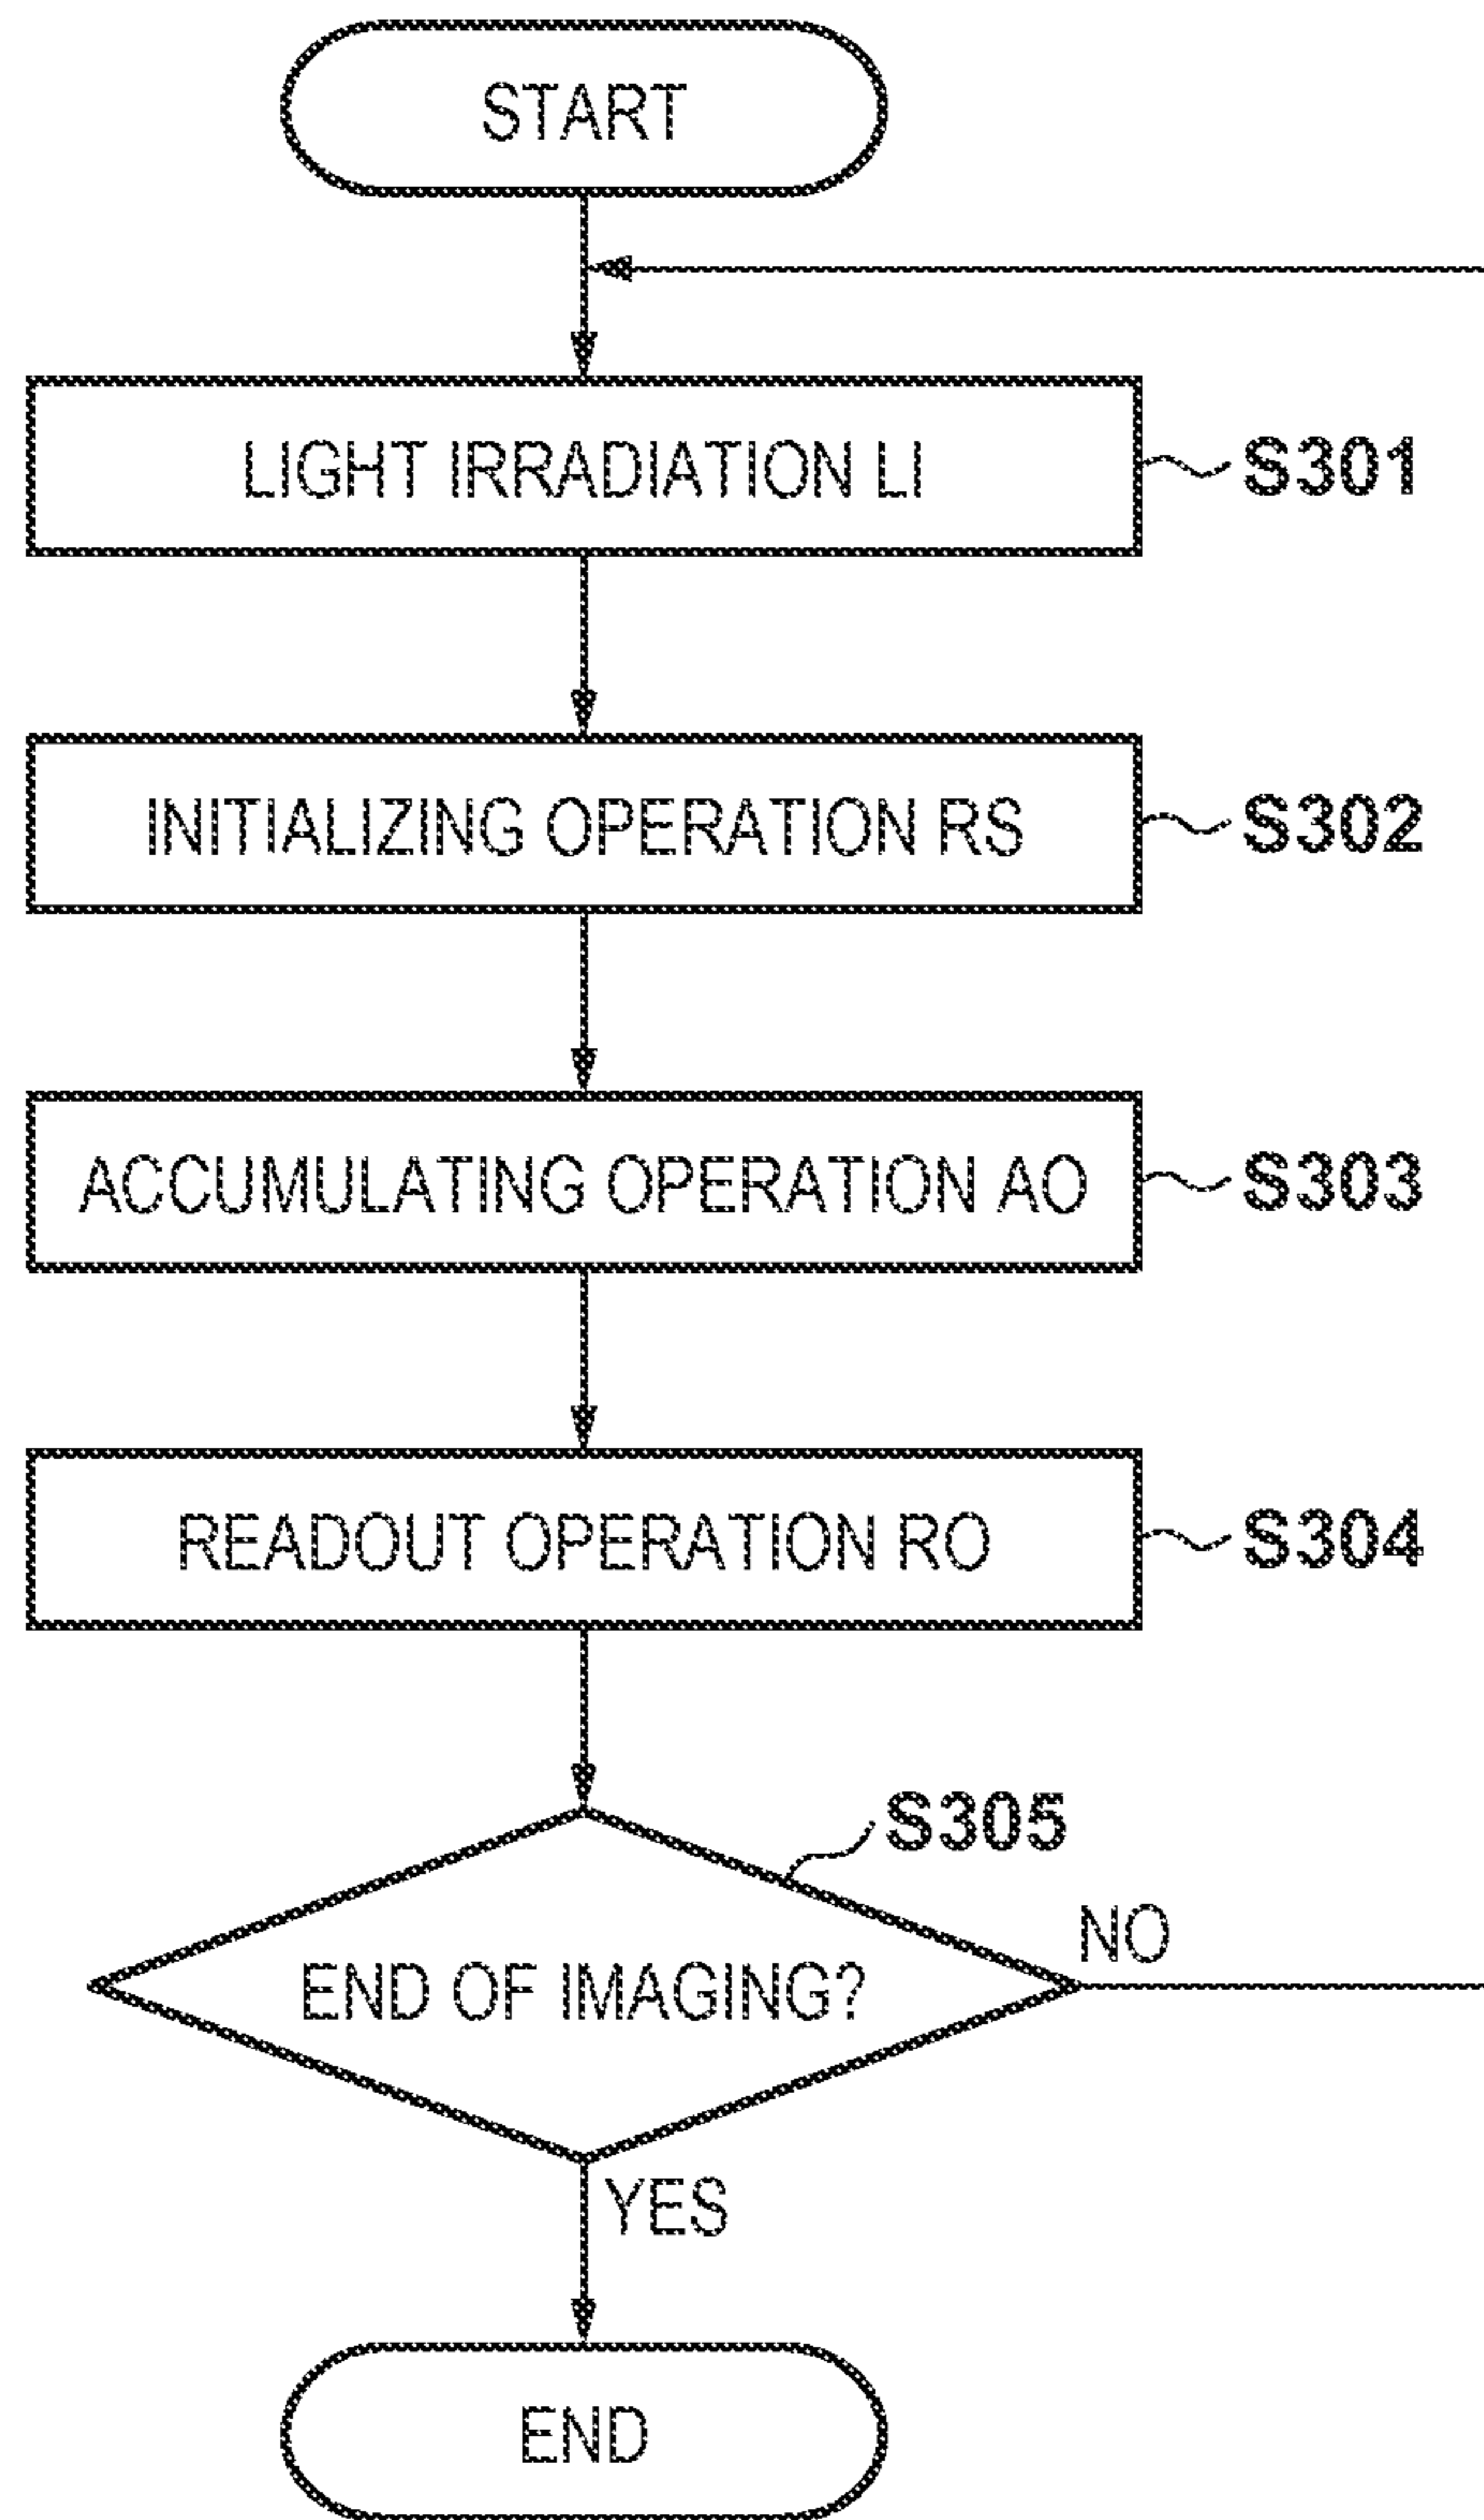 START
LIGHT IRRADIATION LI
S301
INITIALIZING OPERATION RS
S302
ACCUMULATING OPERATION AO
S303
READOUT OPERATION RO
S304
S305
NO
END OF IMAGING?
YES
END